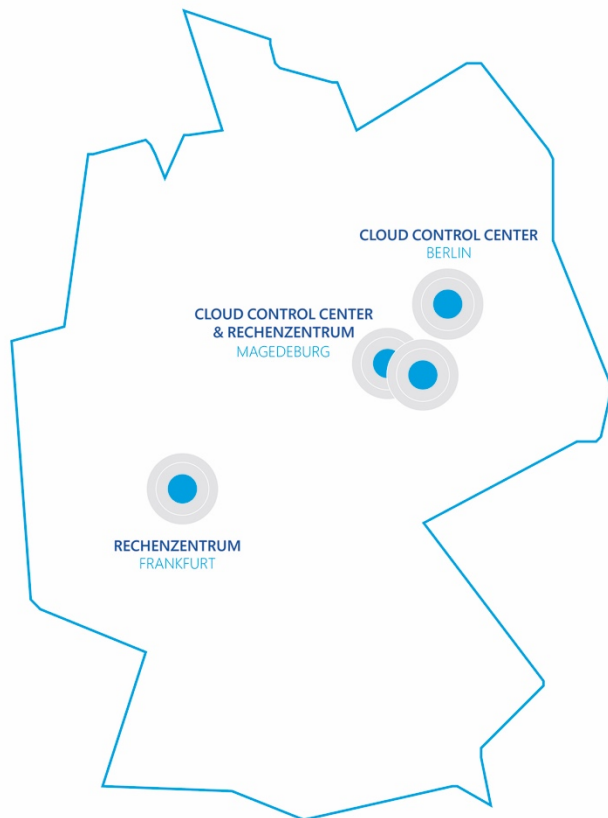 CLOUD CONTROL CENTER
BERLIN
CLOUD CONTROL CENTER
& RECHENZENTRUM
MAGEDEBURG
RECHENZENTRUM
FRANKFURT